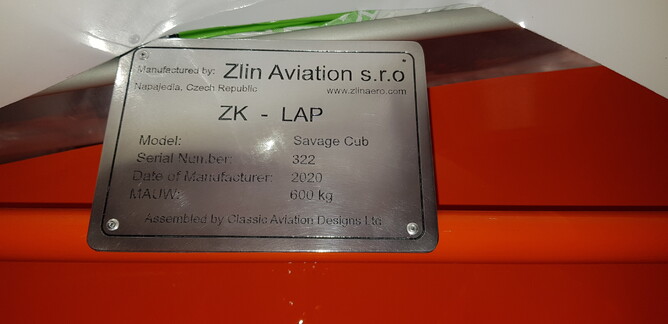 Manufactured by: Zlin Aviation s.r.o
Napajedla, Czech Republic www.zlinaero.com
ZK - LAP
Model: Savage Cub
Serial Number: 322
Date of Manufacturer: 2020
MAUW: 600 kg
Assembled by Classic Aviation Designs Ltd